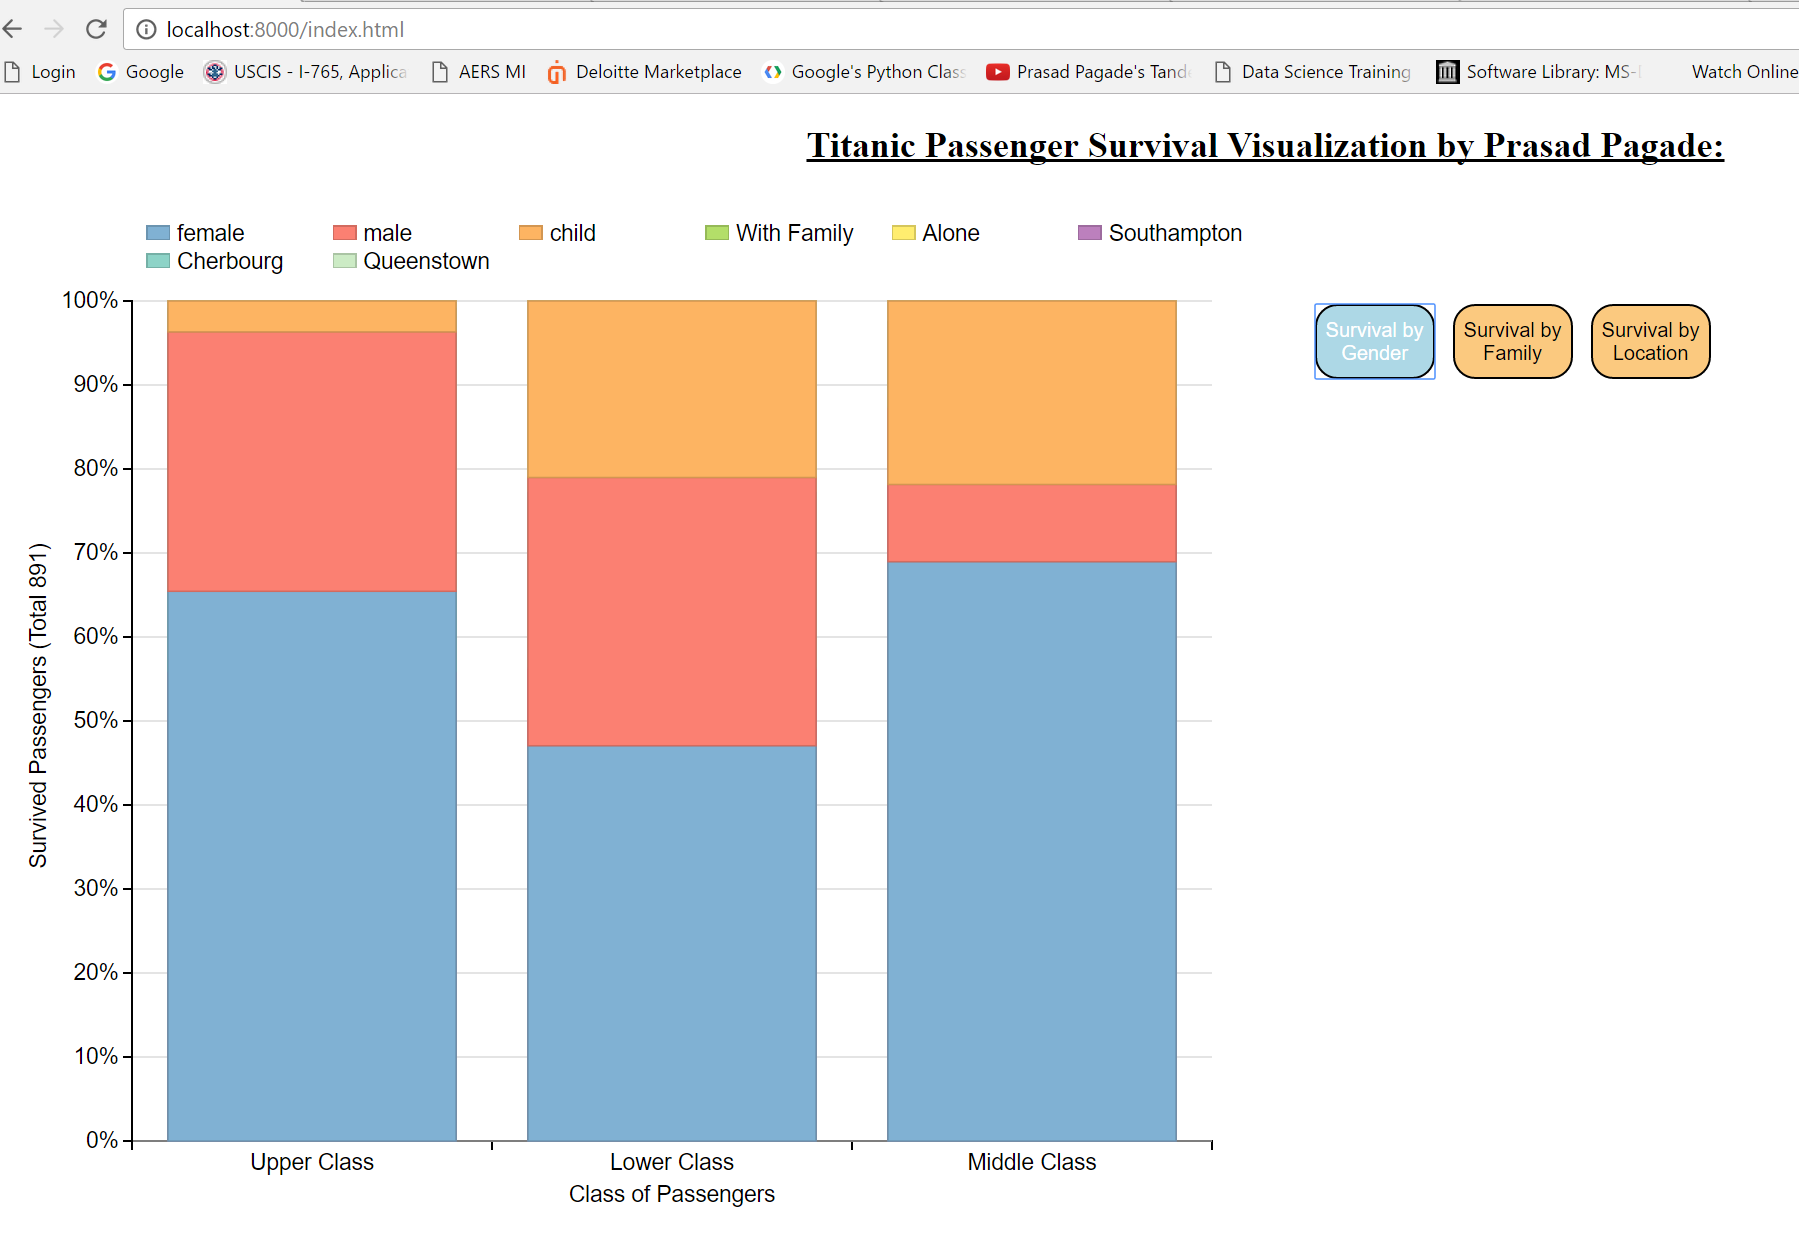 localhost:8000/index.html
Login Google USCIS - I-765, Applica AERS MI Deloitte Marketplace Google's Python Class Prasad Pagade's Tand Data Science Training Software Library: MS- Watch Online
Titanic Passenger Survival Visualization by Prasad Pagade:
female male child With Family Alone Southampton
Cherbourg Queenstown
Survival by
Gender
Survival by
Family
Survival by
Location
Survived Passengers (Total 891)
100%
90%
80%
70%
60%
50%
40%
30%
20%
10%
0%
Upper Class Lower Class Middle Class
Class of Passengers